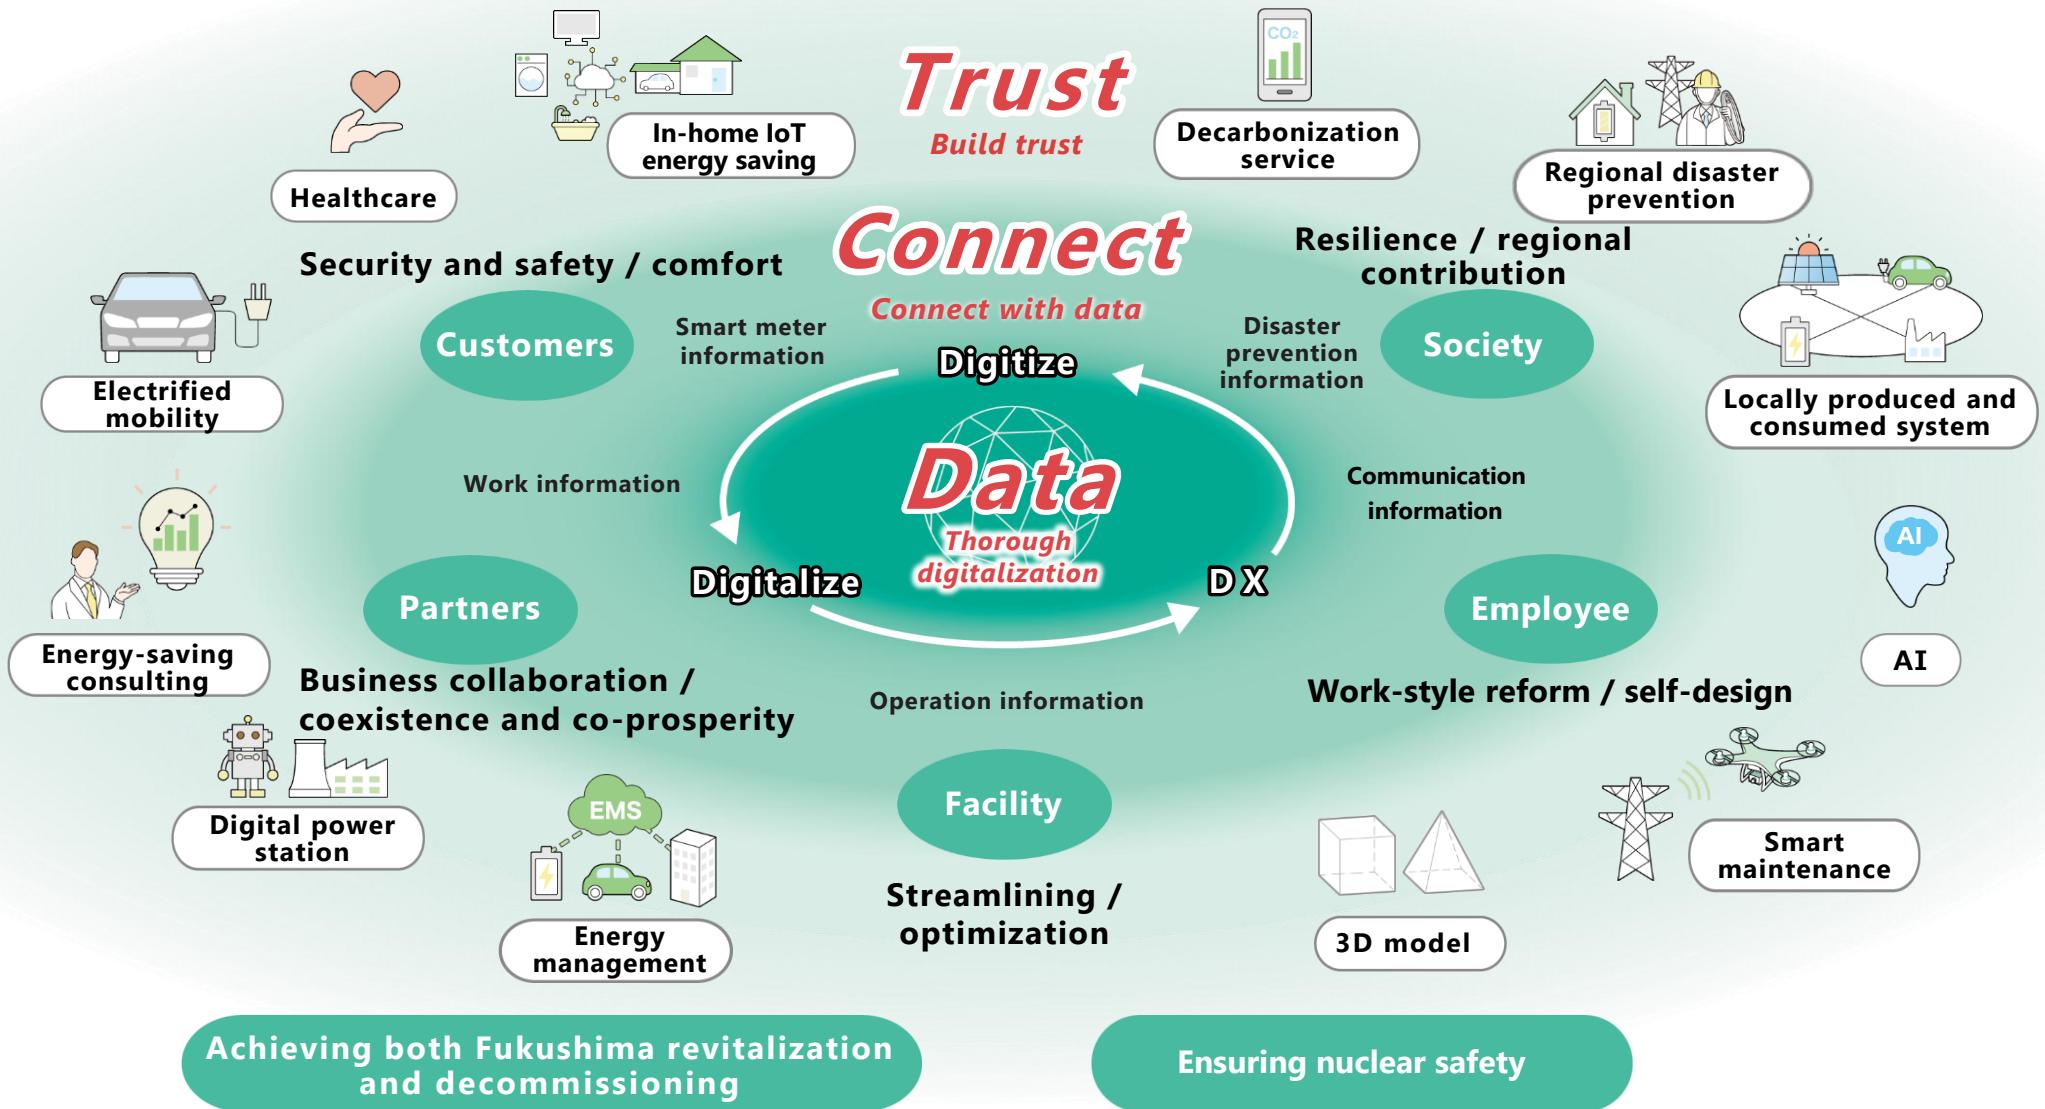 Trust
Build trust
CO₂
In-home IoT
energy saving
Decarbonization
service
Healthcare
Regional disaster
prevention
Connect
Connect with data
Security and safety / comfort
Resilience / regional
contribution
Customers
Smart meter
information
Disaster
prevention
information
Society
Electrified
mobility
Locally produced and
consumed system
Digitize
Data
Thorough
digitalization
Work information
Communication
information
Digitalize
DX
AI
Partners
Employee
Energy-saving
consulting
AI
Business collaboration /
coexistence and co-prosperity
Operation information
Work-style reform / self-design
Digital power
station
EMS
Facility
Smart
maintenance
Energy
management
Streamlining /
optimization
3D model
Achieving both Fukushima revitalization
and decommissioning
Ensuring nuclear safety